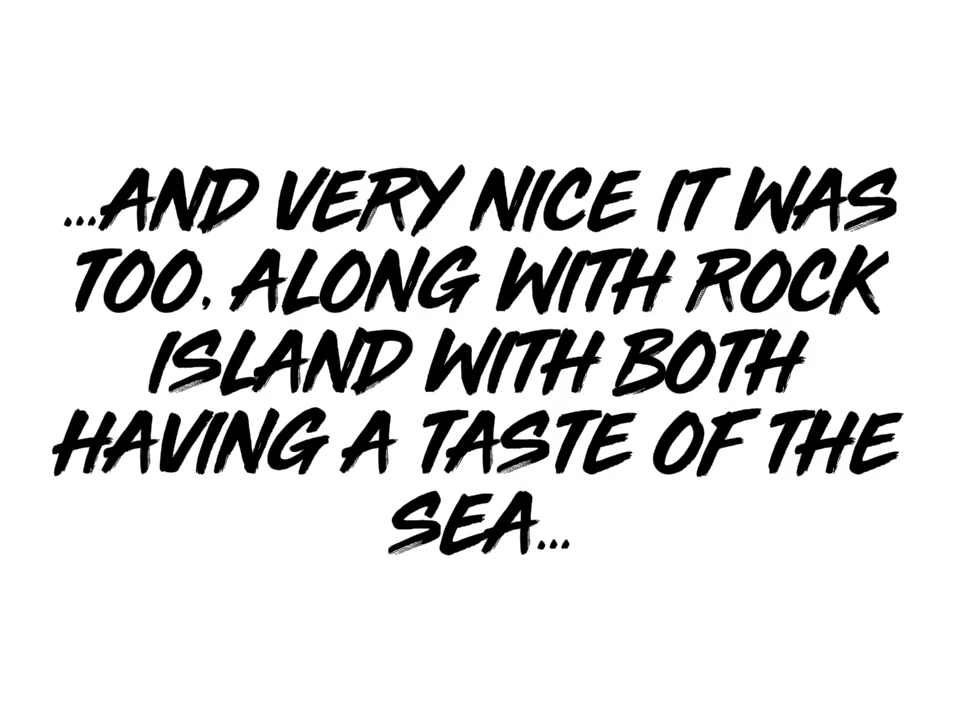 ...AND VERY NICE IT WAS
TOO, ALONG WITH ROCK
ISLAND WITH BOTH
HAVING A TASTE OF THE
SEA...